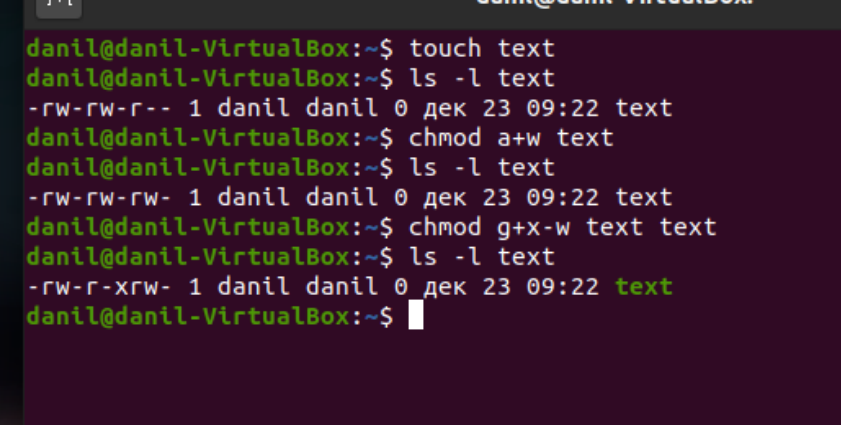 danil@danil-VirtualBox:
danil@danil-VirtualBox:~$ touch text
danil@danil-VirtualBox:~$ ls -l text
-rw-rw-r-- 1 danil danil 0 дек 23 09:22 text
danil@danil-VirtualBox:~$ chmod a+w text
danil@danil-VirtualBox:~$ ls -l text
-rw-rw-rw- 1 danil danil 0 дек 23 09:22 text
danil@danil-VirtualBox:~$ chmod g+x-w text text
danil@danil-VirtualBox:~$ ls -l text
-rw-r-xrw- 1 danil danil 0 дек 23 09:22 text
danil@danil-VirtualBox:~$